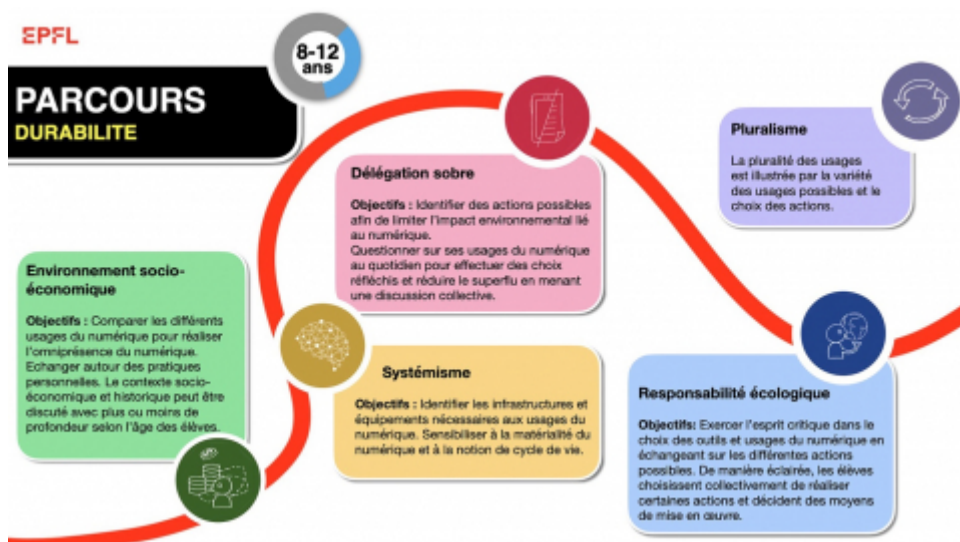 EPFL
8-12
ans
PARCOURS
DURABILITE
Environnement socio-
économique
Objectifs : Comparer les différents
usages du numérique pour réaliser
l'omniprésence du numérique.
Echanger autour des pratiques
personnelles. Le contexte socio-
économique et historique peut être
discuté avec plus ou moins de
profondeur selon l'âge des élèves.
Systémisme
Objectifs : Identifier les infrastructures et
équipements nécessaires aux usages du
numérique. Sensibiliser à la matérialité du
numérique et à la notion de cycle de vie.
Délégation sobre
Objectifs : Identifier des actions possibles
afin de limiter l'impact environnemental lié
au numérique.
Questionner sur ses usages du numérique
au quotidien pour effectuer des choix
réfléchis et réduire le superflu en menant
une discussion collective.
Pluralisme
La pluralité des usages
est illustrée par la variété
des usages possibles et le
choix des actions.
Responsabilité écologique
Objectifs: Exercer l'esprit critique dans le
choix des outils et usages du numérique en
échangeant sur les différentes actions
possibles. De manière éclairée, les élèves
choisissent collectivement de réaliser
certaines actions et décident des moyens
de mise en œuvre.